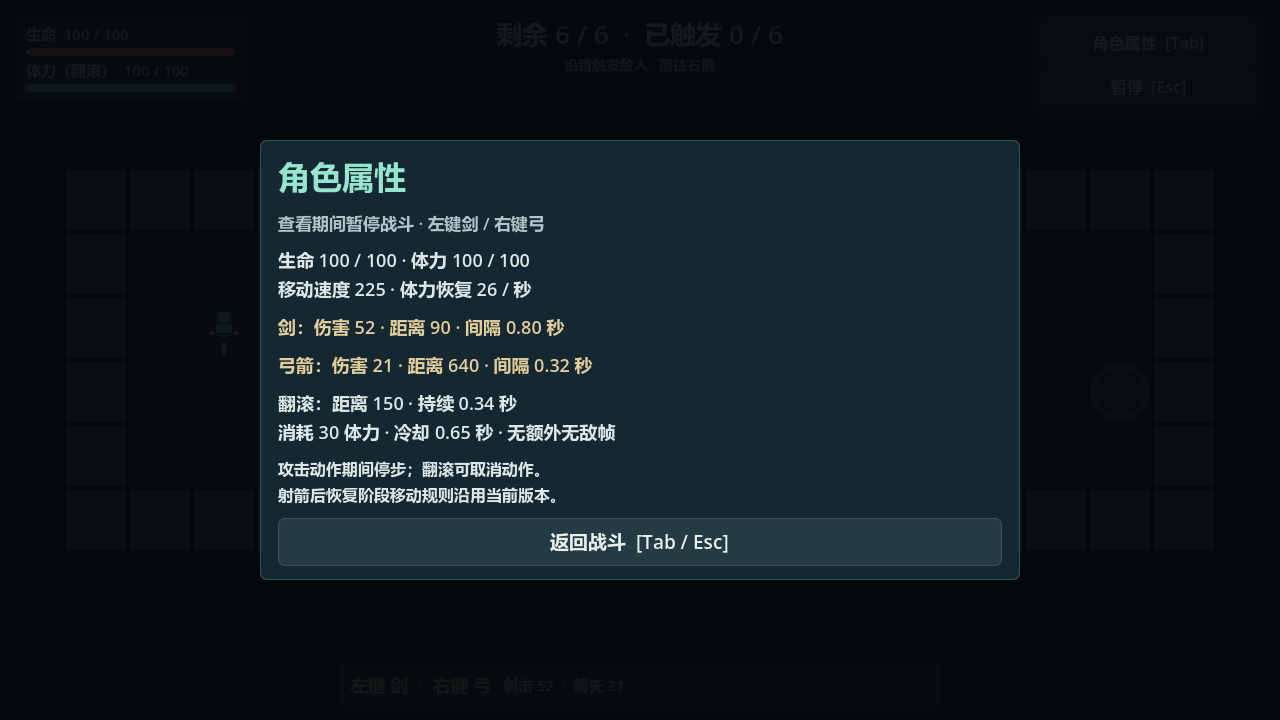 生命 100 / 100
体力（翻滚） 100 / 100
剩余 6 / 6 · 已触发 0 / 6
沿路触发敌人 · 前往右侧
角色属性 [Tab]
暂停 [Esc]
角色属性
查看期间暂停战斗 · 左键剑 / 右键弓
生命 100 / 100 · 体力 100 / 100
移动速度 225 · 体力恢复 26 / 秒
剑：伤害 52 · 距离 90 · 间隔 0.80 秒
弓箭：伤害 21 · 距离 640 · 间隔 0.32 秒
翻滚：距离 150 · 持续 0.34 秒
消耗 30 体力 · 冷却 0.65 秒 · 无额外无敌帧
攻击动作期间停步；翻滚可取消动作。
射箭后恢复阶段移动规则沿用当前版本。
返回战斗 [Tab / Esc]
左键 剑 · 右键 弓 刺击 52 · 箭矢 21